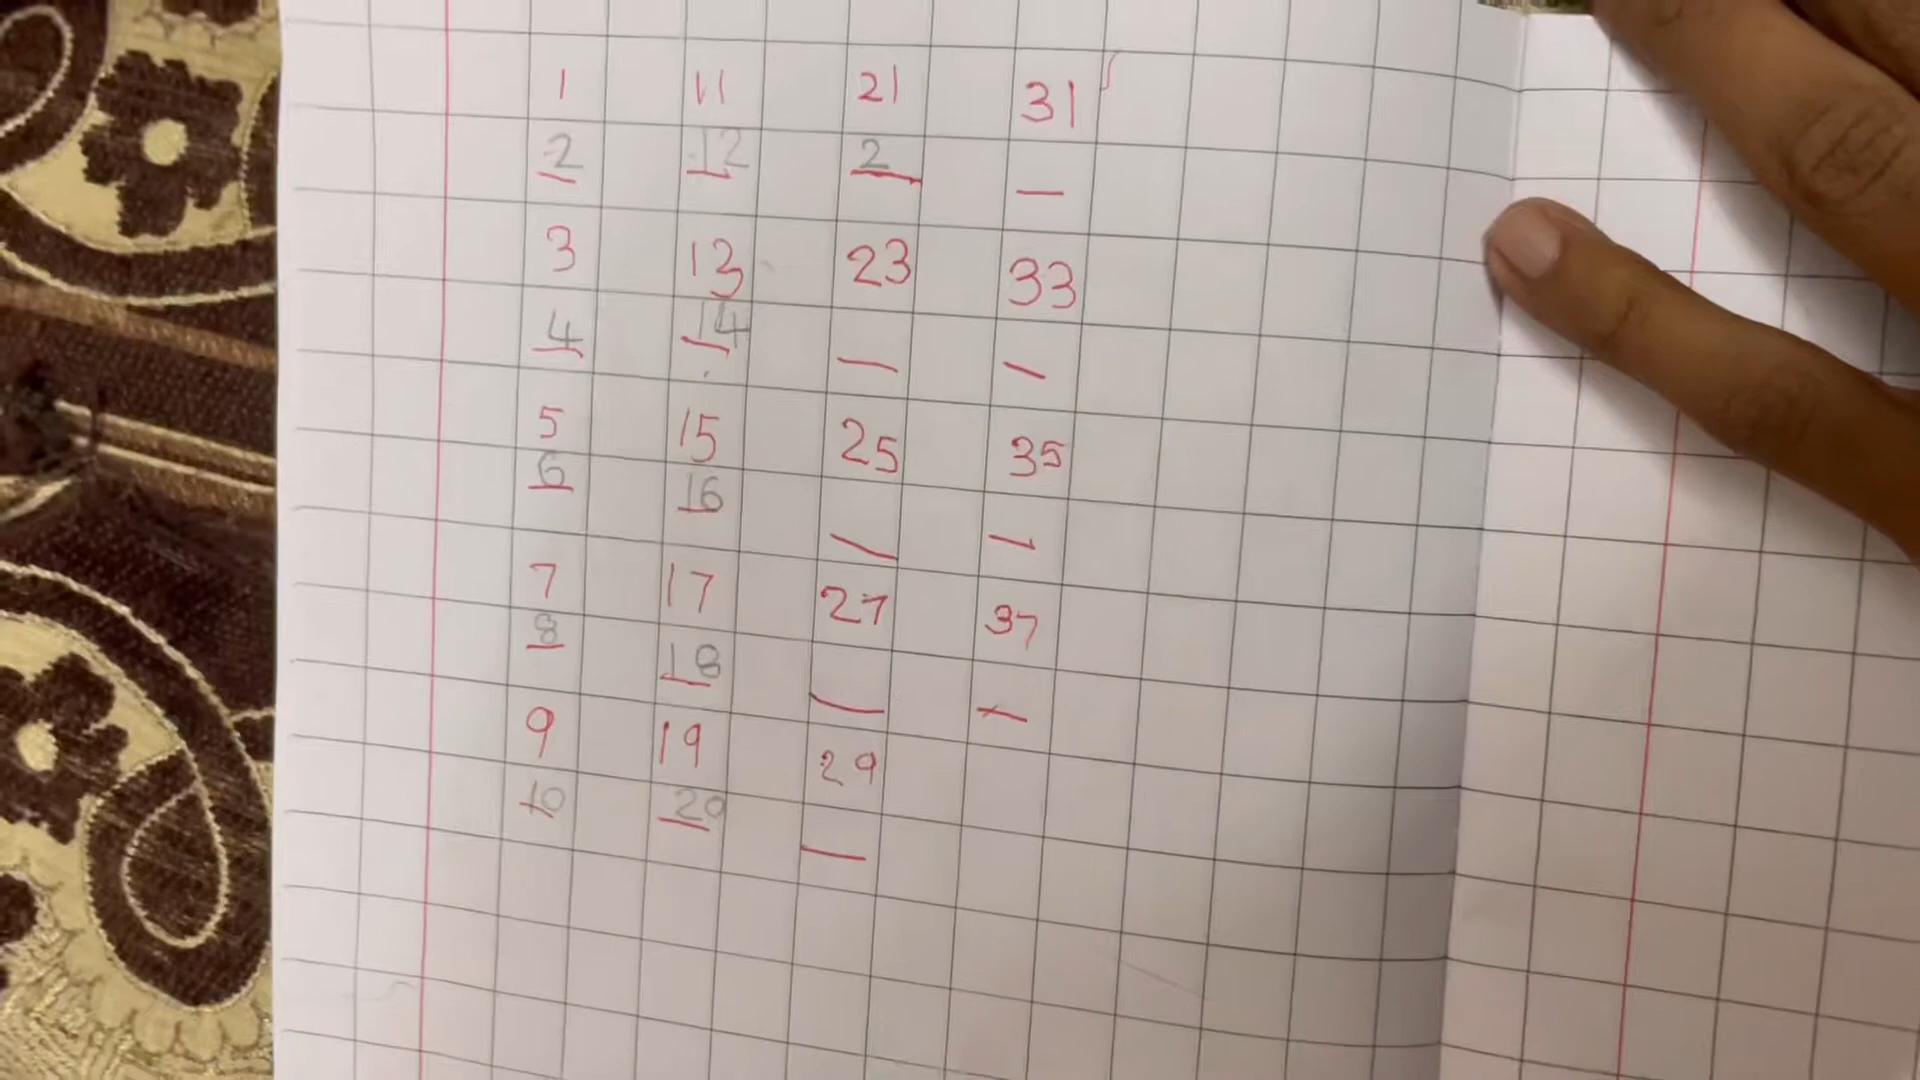 1 11 21 31
2 12 2 _
3 13 23 33
4 14 _ _
5 15 25 35
6 16 _ _
7 17 27 37
8 18 _ _
9 19 29
10 20 _